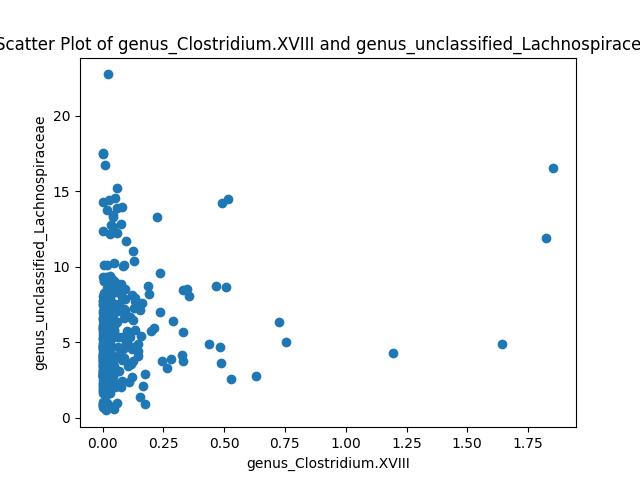 Scatter Plot of genus_Clostridium.XVIII and genus_unclassified_Lachnospirace
genus_unclassified_Lachnospiraceae
20
15
10
5
0
0.00 0.25 0.50 0.75 1.00 1.25 1.50 1.75
genus_Clostridium.XVIII